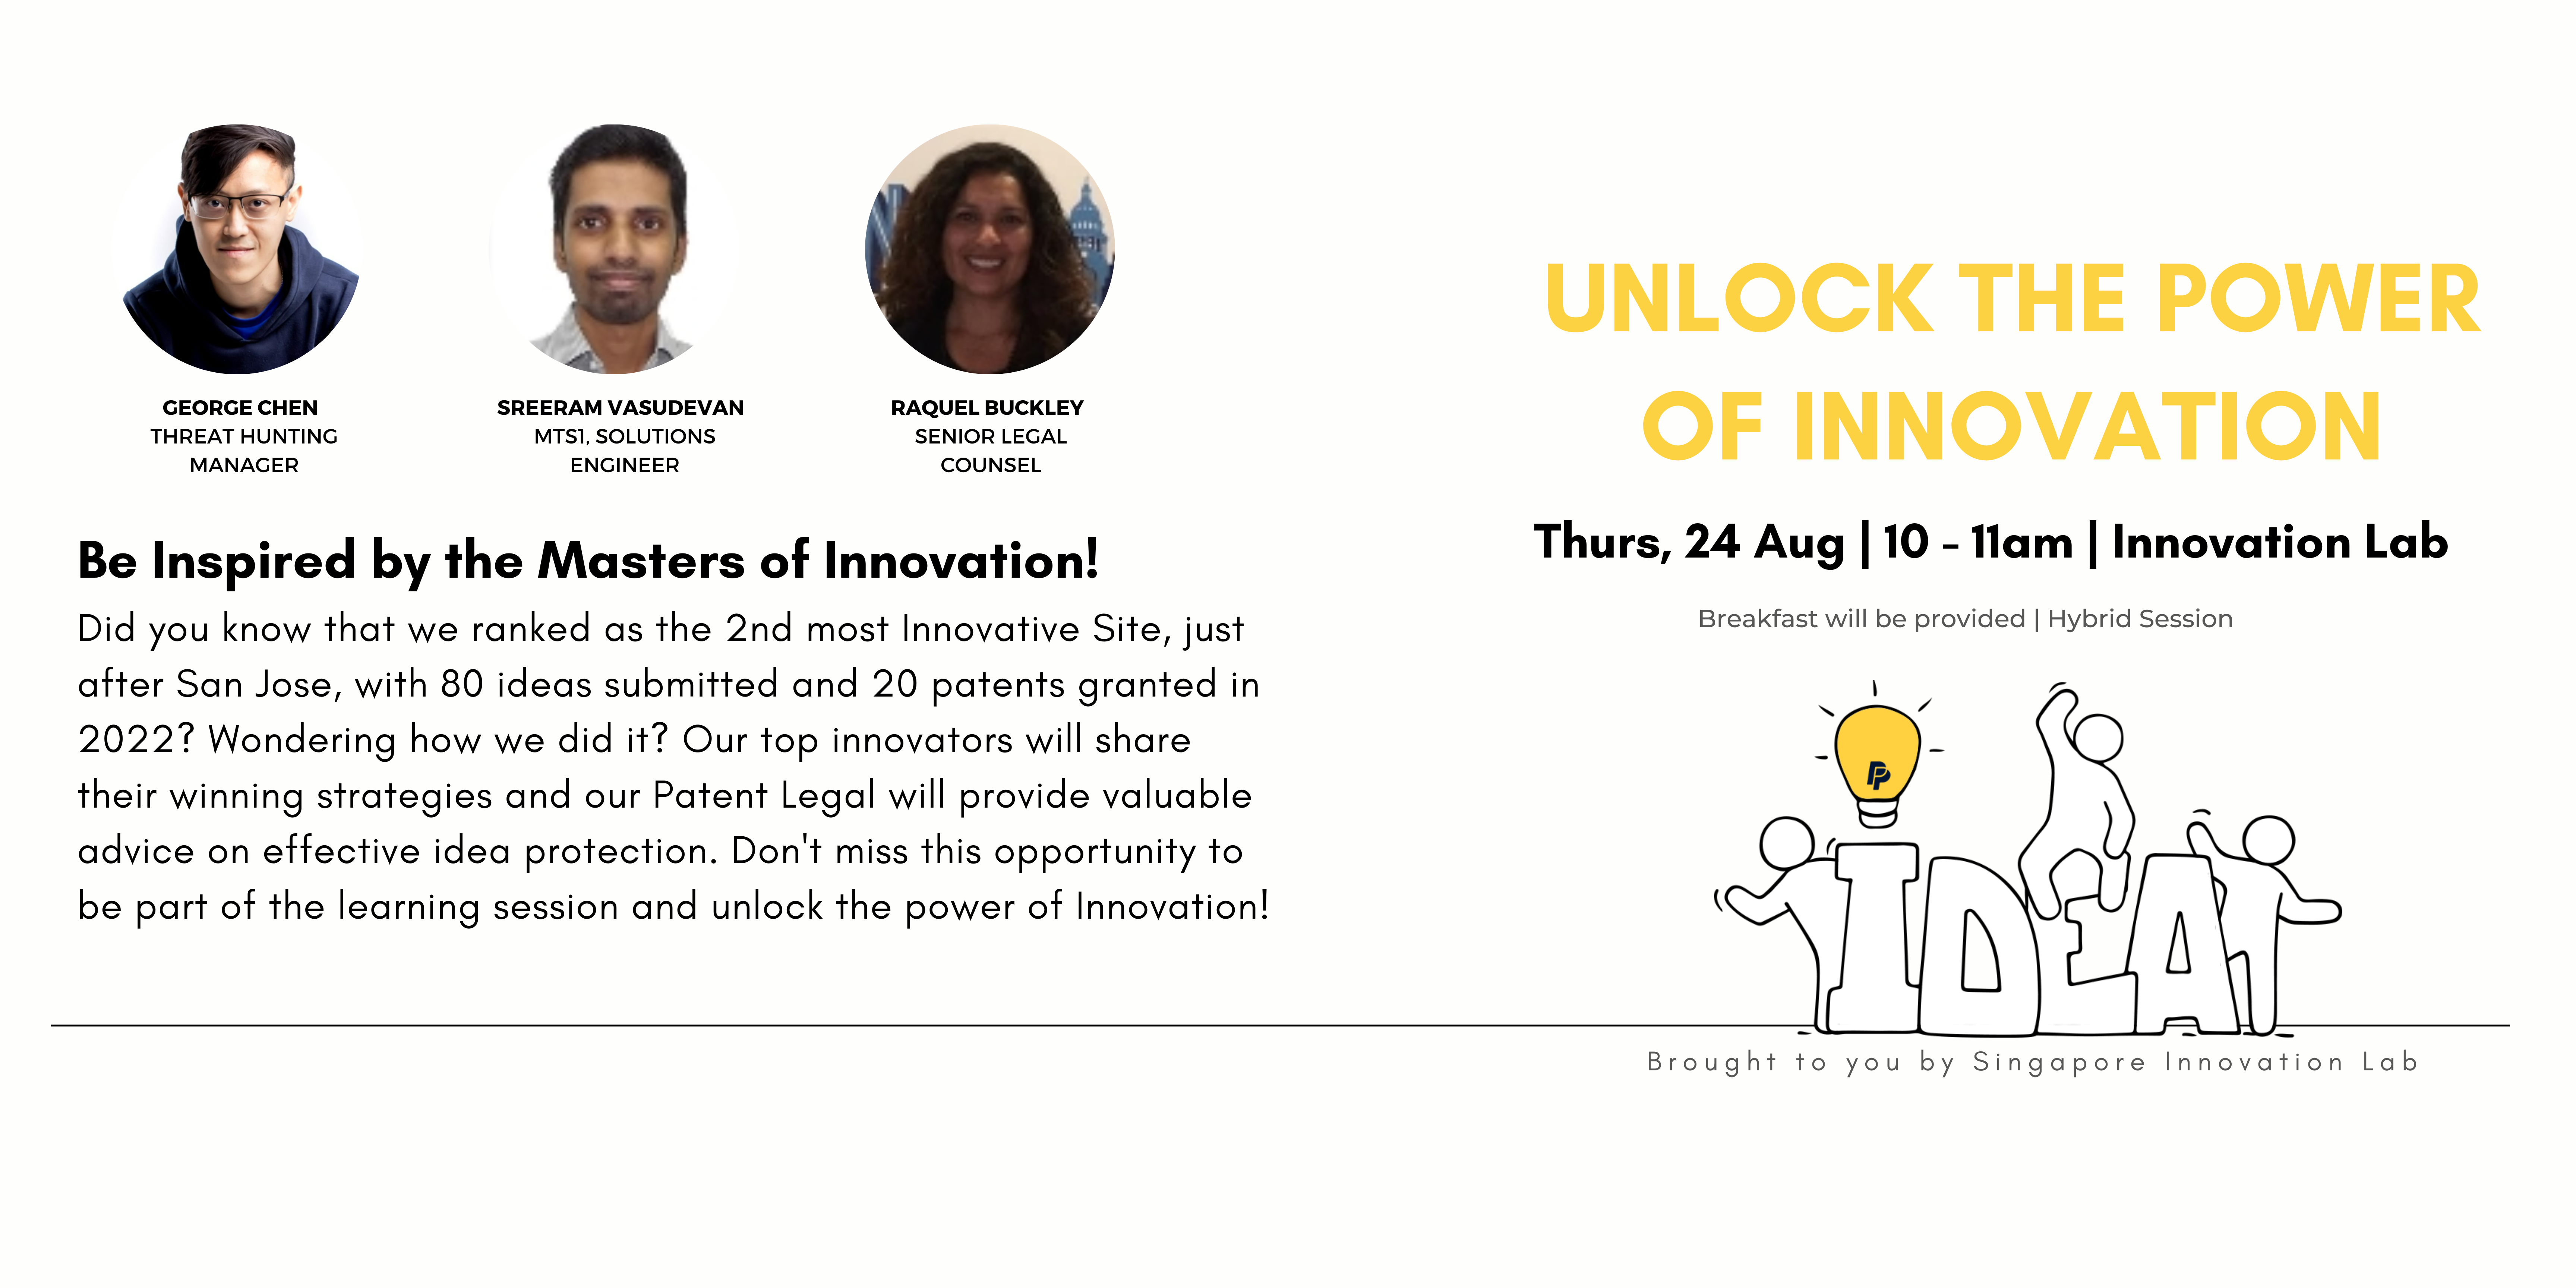 GEORGE CHEN
THREAT HUNTING
MANAGER
SREERAM VASUDEVAN
MTS1, SOLUTIONS
ENGINEER
RAQUEL BUCKLEY
SENIOR LEGAL
COUNSEL
Be Inspired by the Masters of Innovation!
Did you know that we ranked as the 2nd most Innovative Site, just
after San Jose, with 80 ideas submitted and 20 patents granted in
2022? Wondering how we did it? Our top innovators will share
their winning strategies and our Patent Legal will provide valuable
advice on effective idea protection. Don't miss this opportunity to
be part of the learning session and unlock the power of Innovation!
UNLOCK THE POWER
OF INNOVATION
Thurs, 24 Aug | 10 - 11am | Innovation Lab
Breakfast will be provided | Hybrid Session
IDEA
Brought to you by Singapore Innovation Lab